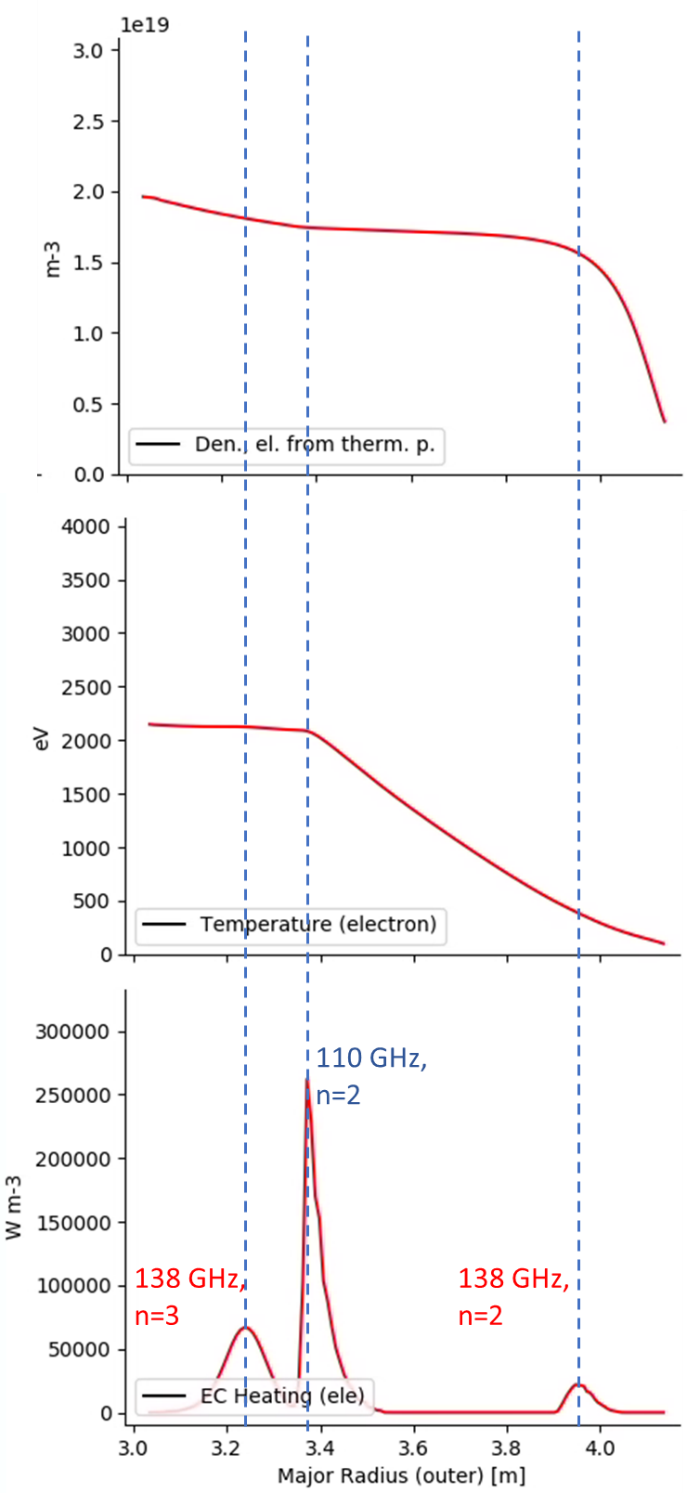 1e19
3.0
2.5
2.0
1.5
1.0
0.5
0.0
m-3
Den., el. from therm. p.
4000
3500
3000
2500
2000
1500
1000
500
0
eV
Temperature (electron)
300000
250000
200000
150000
100000
50000
0
W m-3
110 GHz,
n=2
138 GHz,
n=3
138 GHz,
n=2
EC Heating (ele)
3.0 3.2 3.4 3.6 3.8 4.0
Major Radius (outer) [m]